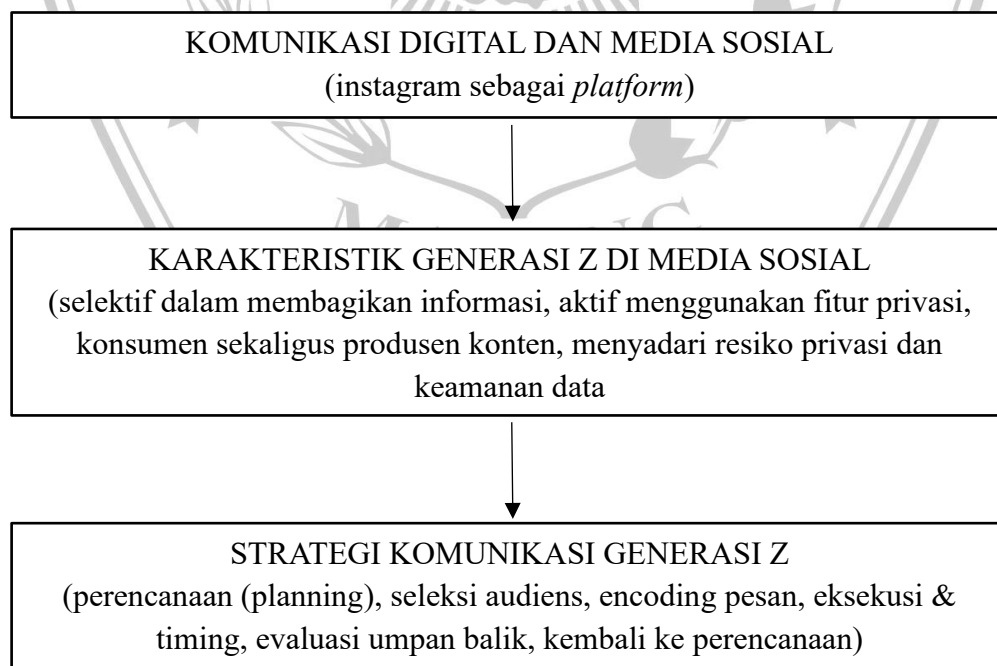 KOMUNIKASI DIGITAL DAN MEDIA SOSIAL
(instagram sebagai platform)
KARAKTERISTIK GENERASI Z DI MEDIA SOSIAL
(selektif dalam membagikan informasi, aktif menggunakan fitur privasi,
konsumen sekaligus produsen konten, menyadari resiko privasi dan
keamanan data
STRATEGI KOMUNIKASI GENERASI Z
(perencanaan (planning), seleksi audiens, encoding pesan, eksekusi &
timing, evaluasi umpan balik, kembali ke perencanaan)